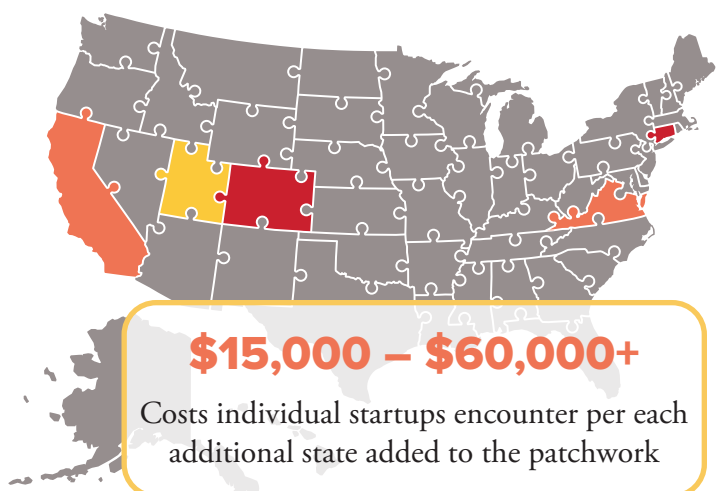 $15,000 – $60,000+
Costs individual startups encounter per each
additional state added to the patchwork